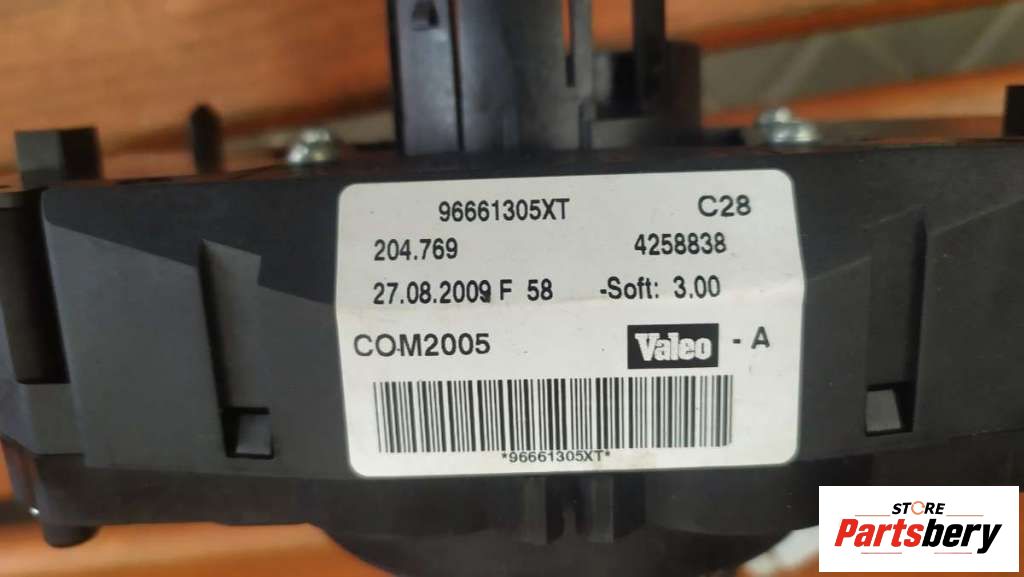 96661305XT C28
204.769 4258838
27.08.2009 F 58 -Soft: 3.00
COM2005 Valeo - A
*96661305XT*
STORE
Partsbery